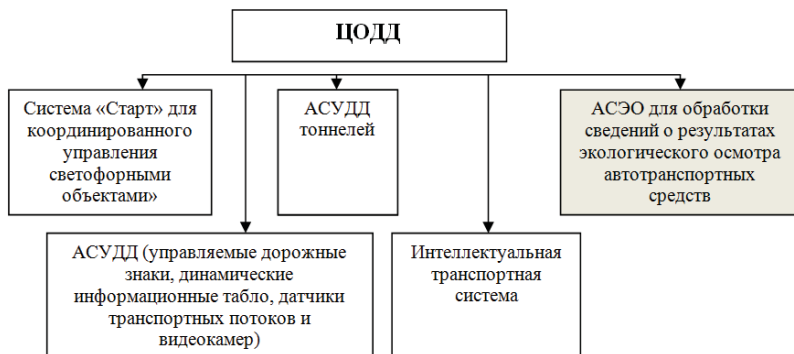 ЦОДД
Система «Старт» для
координированного
управления
светофорными
объектами»
АСУДД
тоннелей
АСЭО для обработки
сведений о результатах
экологического осмотра
автотранспортных
средств
АСУДД (управляемые дорожные
знаки, динамические
информационные табло, датчики
транспортных потоков и
видеокамер)
Интеллектуальная
транспортная
система